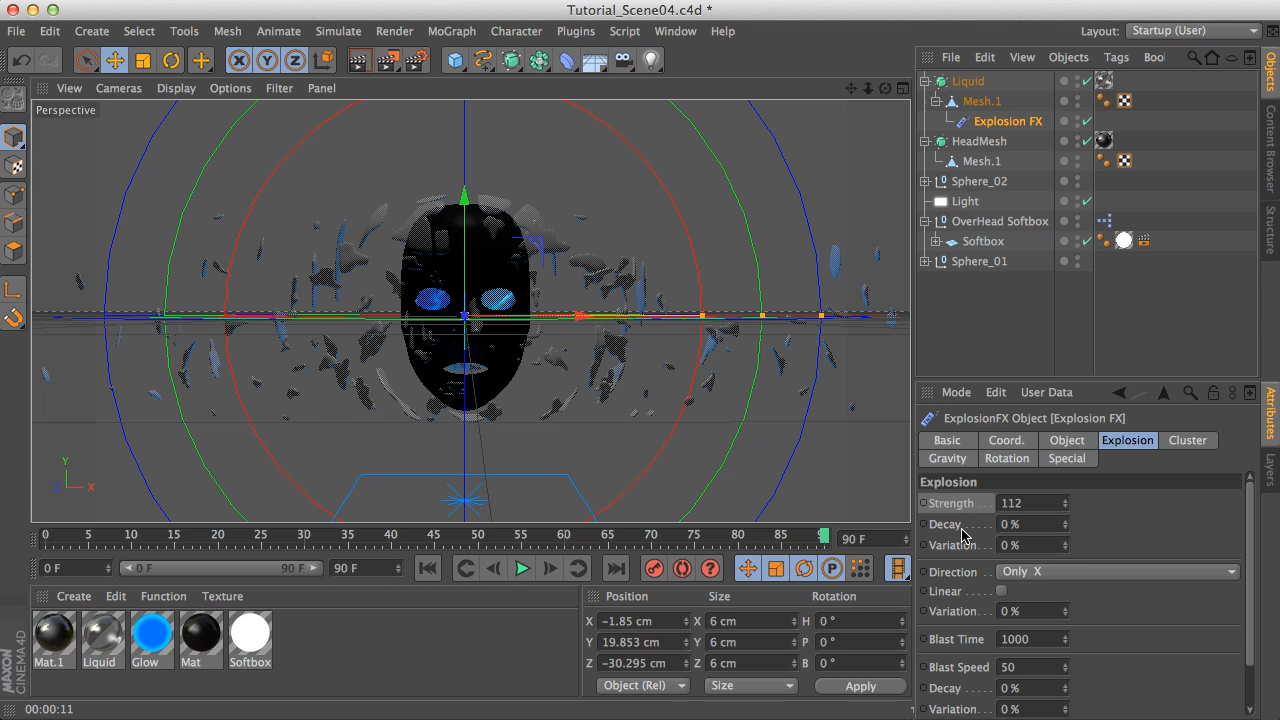 Tutorial_Scene04.c4d *
File Edit Create Select Tools Mesh Animate Simulate Render MoGraph Character Plugins Script Window Help Layout: Startup (User)
View Cameras Display Options Filter Panel
Perspective
Y
Z X
File Edit View Objects Tags Boo
Liquid
Mesh.1
Explosion FX
HeadMesh
Mesh.1
Sphere_02
Light
OverHead Softbox
Softbox
Sphere_01
Objects
Content Browser
Structure
Mode Edit User Data
ExplosionFX Object [Explosion FX]
Basic Coord. Object Explosion Cluster
Gravity Rotation Special
Explosion
Strength 112
Decay 0 %
Variation 0 %
Direction Only X
Linear
Variation 0 %
Blast Time 1000
Blast Speed 50
Decay 0 %
Variation 0 %
Attributes
Layers
0 5 10 15 20 25 30 35 40 45 50 55 60 65 70 75 80 85 90 F
0 F 0 F 90 F 90 F
Create Edit Function Texture
Mat.1 Liquid Glow Mat Softbox
Position Size Rotation
X -1.85 cm X 6 cm H 0 °
Y 19.853 cm Y 6 cm P 0 °
Z -30.295 cm Z 6 cm B 0 °
Object (Rel) Size Apply
MAXON
CINEMA4D
00:00:11